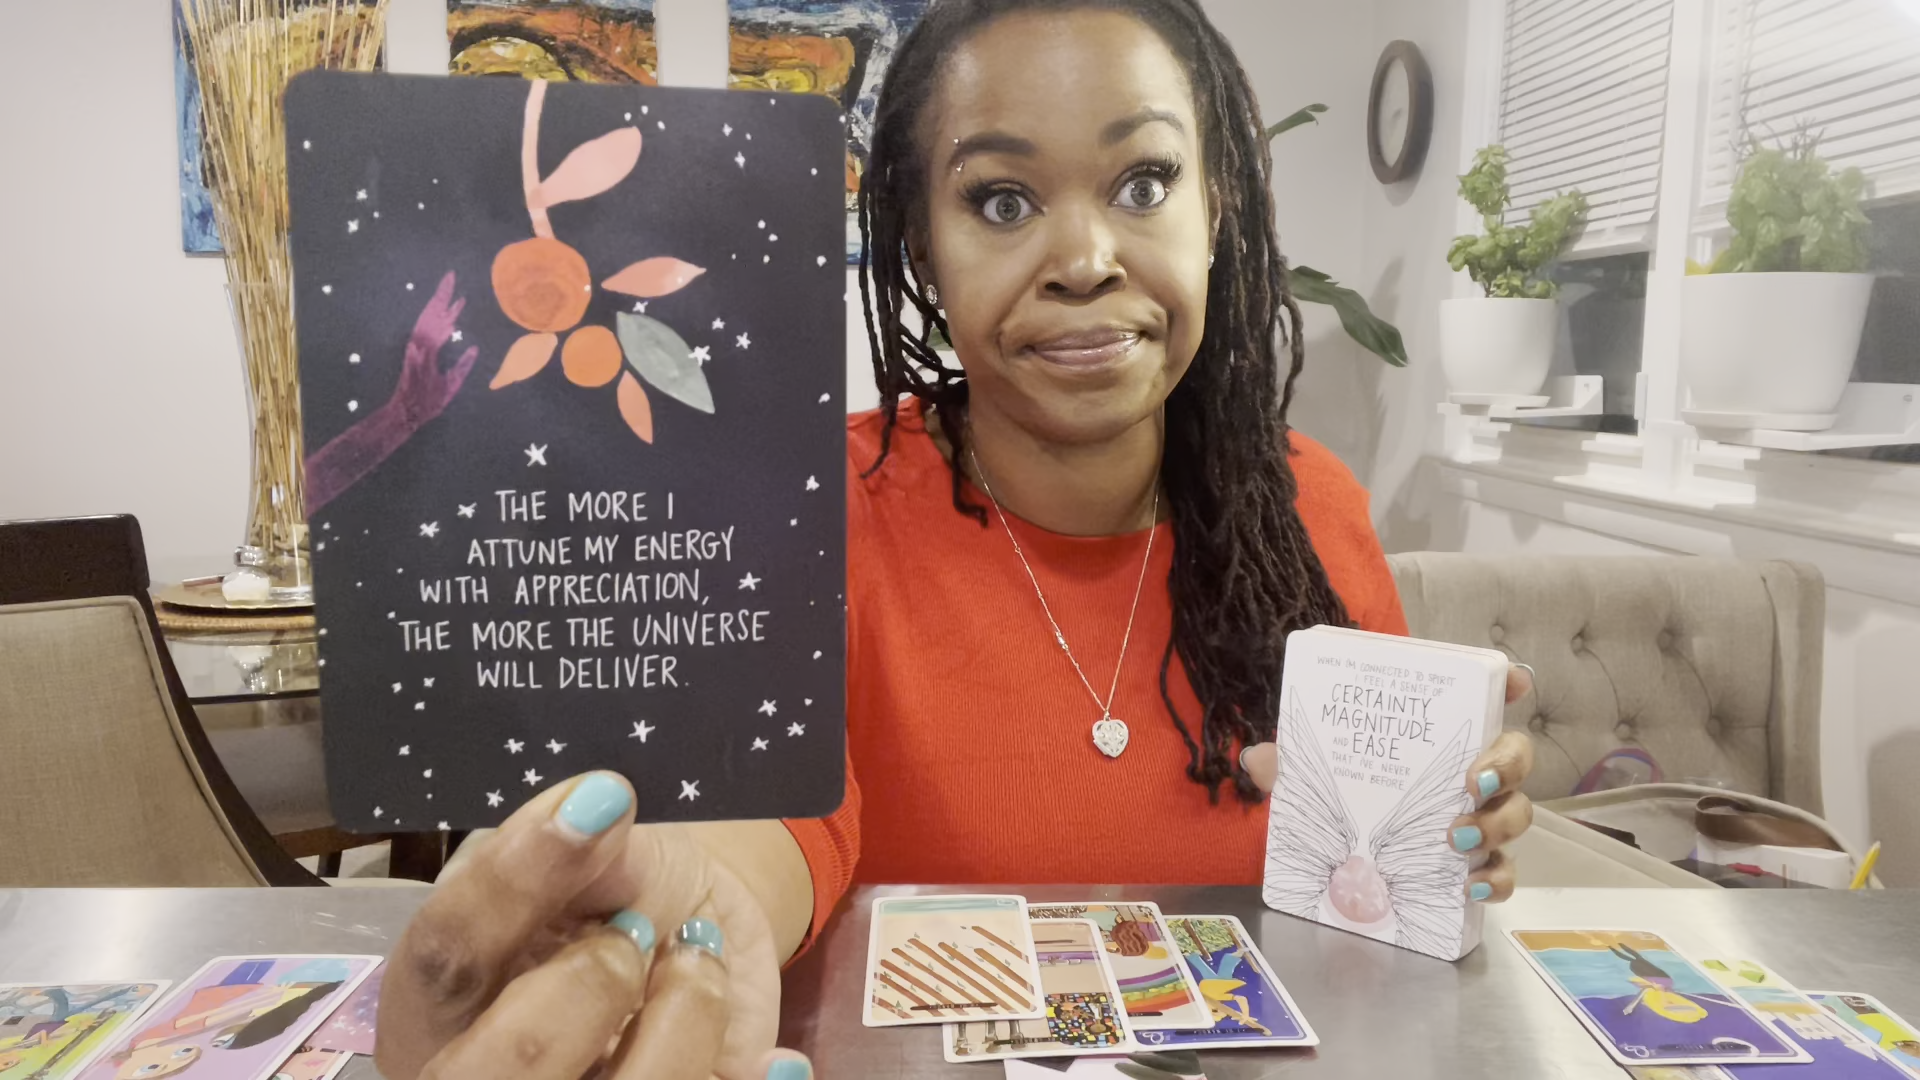 THE MORE I
ATTUNE MY ENERGY
WITH APPRECIATION,
THE MORE THE UNIVERSE
WILL DELIVER.
WHEN I'M CONNECTED TO SPIRIT
I FEEL A SENSE OF
CERTAINTY
MAGNITUDE,
AND EASE
THAT I'VE NEVER
KNOWN BEFORE